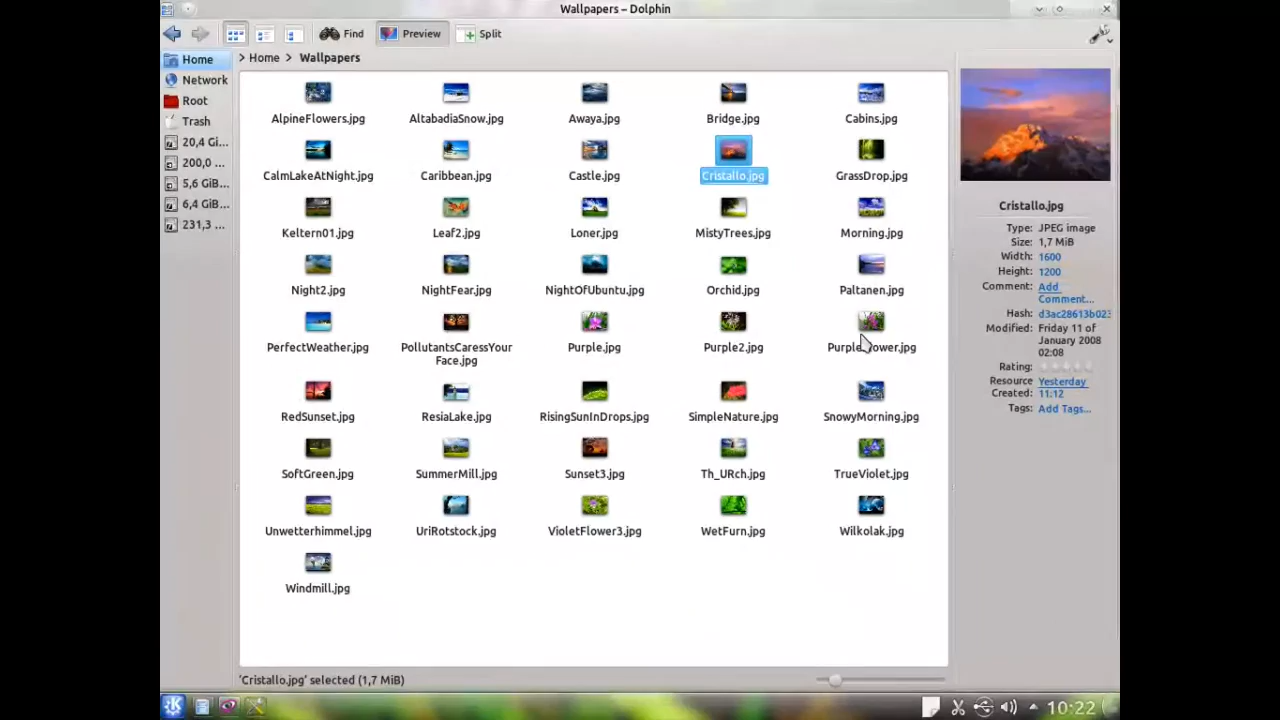 Wallpapers – Dolphin
Find
Preview
Split
Home
Network
Root
Trash
20,4 Gi...
200,0 ...
5,6 GiB...
6,4 GiB...
231,3 ...
> Home > Wallpapers
AlpineFlowers.jpg
AltabadiaSnow.jpg
Awaya.jpg
Bridge.jpg
Cabins.jpg
CalmLakeAtNight.jpg
Caribbean.jpg
Castle.jpg
Cristallo.jpg
GrassDrop.jpg
Keltern01.jpg
Leaf2.jpg
Loner.jpg
MistyTrees.jpg
Morning.jpg
Night2.jpg
NightFear.jpg
NightOfUbuntu.jpg
Orchid.jpg
Paltanen.jpg
PerfectWeather.jpg
PollutantsCaressYour
Face.jpg
Purple.jpg
Purple2.jpg
PurpleFlower.jpg
RedSunset.jpg
ResiaLake.jpg
RisingSunInDrops.jpg
SimpleNature.jpg
SnowyMorning.jpg
SoftGreen.jpg
SummerMill.jpg
Sunset3.jpg
Th_URch.jpg
TrueViolet.jpg
Unwetterhimmel.jpg
UriRotstock.jpg
VioletFlower3.jpg
WetFurn.jpg
Wilkolak.jpg
Windmill.jpg
Cristallo.jpg
Type: JPEG image
Size: 1,7 MiB
Width: 1600
Height: 1200
Comment: Add
Comment...
Hash: d3ac28613b023
Modified: Friday 11 of
January 2008
02:08
Rating:
Resource Yesterday
Created: 11:12
Tags: Add Tags...
'Cristallo.jpg' selected (1,7 MiB)
10:22